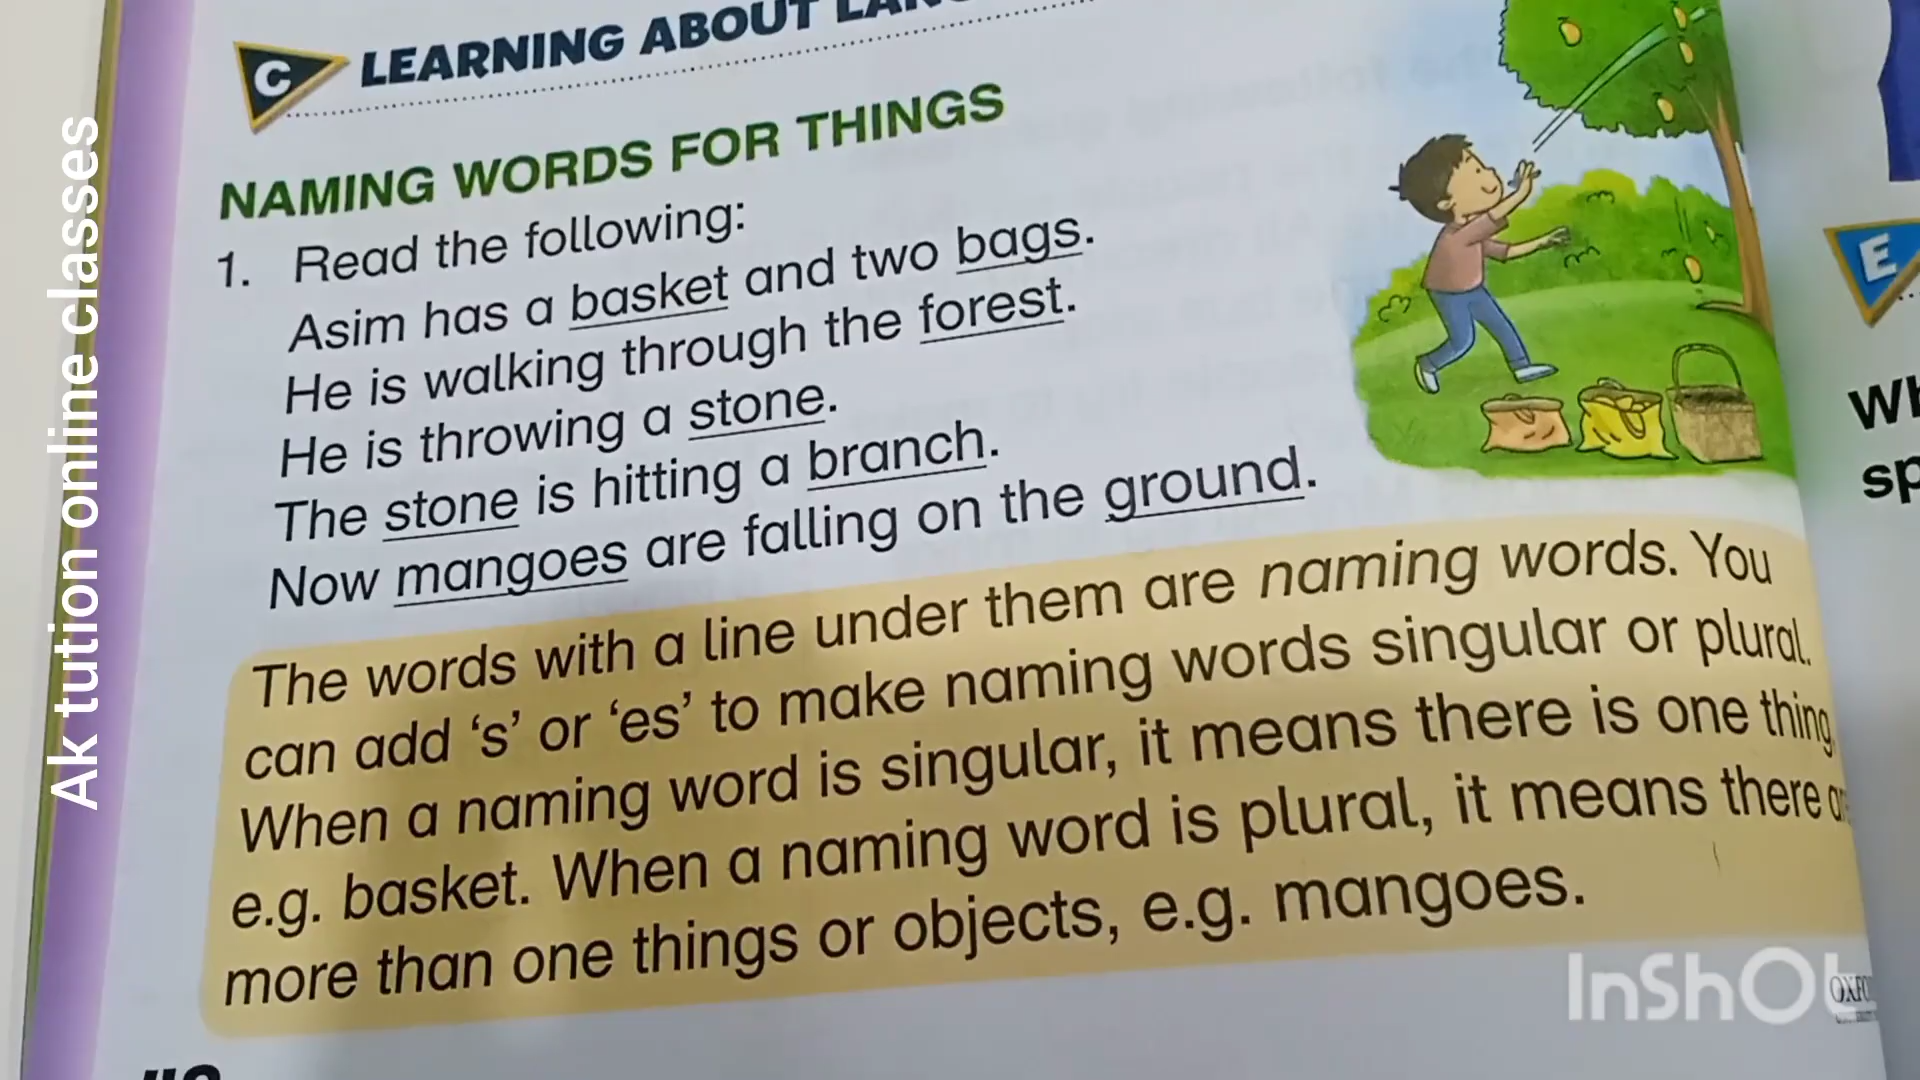 C LEARNING ABOUT
NAMING WORDS FOR THINGS
1. Read the following:
Asim has a basket and two bags.
He is walking through the forest.
He is throwing a stone.
The stone is hitting a branch.
Now mangoes are falling on the ground.
The words with a line under them are naming words. You
can add ‘s’ or ‘es’ to make naming words singular or plural.
When a naming word is singular, it means there is one thing,
e.g. basket. When a naming word is plural, it means there
more than one things or objects, e.g. mangoes.
E
Ak tution online classes
InShOt